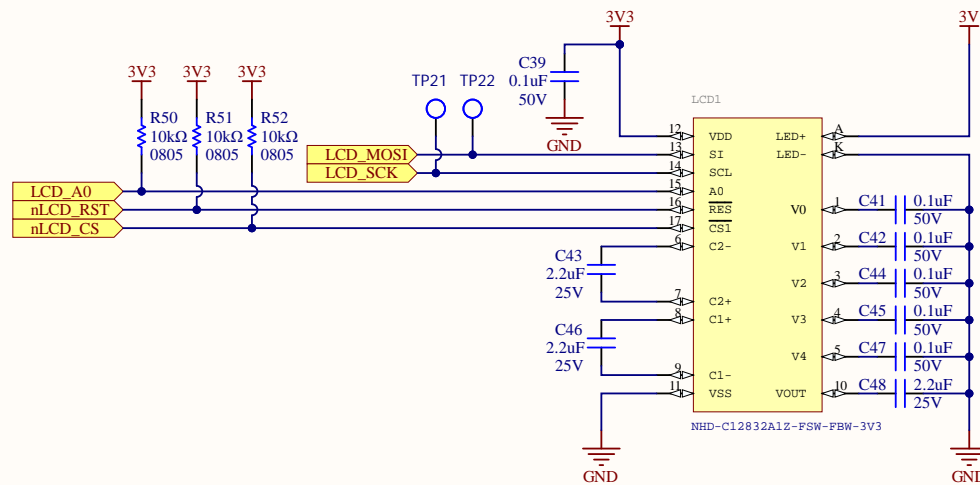 3V3
3V
C39
0.1uF
50V
GND
3V3
3V3
3V3
TP21
TP22
LCD1
R50
10kΩ
0805
R51
10kΩ
0805
R52
10kΩ
0805
LCD_MOSI
LCD_SCK
LCD_A0
nLCD_RST
nLCD_CS
12
VDD
13
SI
14
SCL
15
A0
16
RES
17
CS1
6
C2-
7
C2+
8
C1+
9
C1-
11
VSS
LED+
A
LED-
K
V0
1
V1
2
V2
3
V3
4
V4
5
VOUT
10
C41
0.1uF
50V
C42
0.1uF
50V
C44
0.1uF
50V
C45
0.1uF
50V
C47
0.1uF
50V
C48
2.2uF
25V
C43
2.2uF
25V
C46
2.2uF
25V
NHD-C12832A1Z-FSW-FBW-3V3
GND
GND